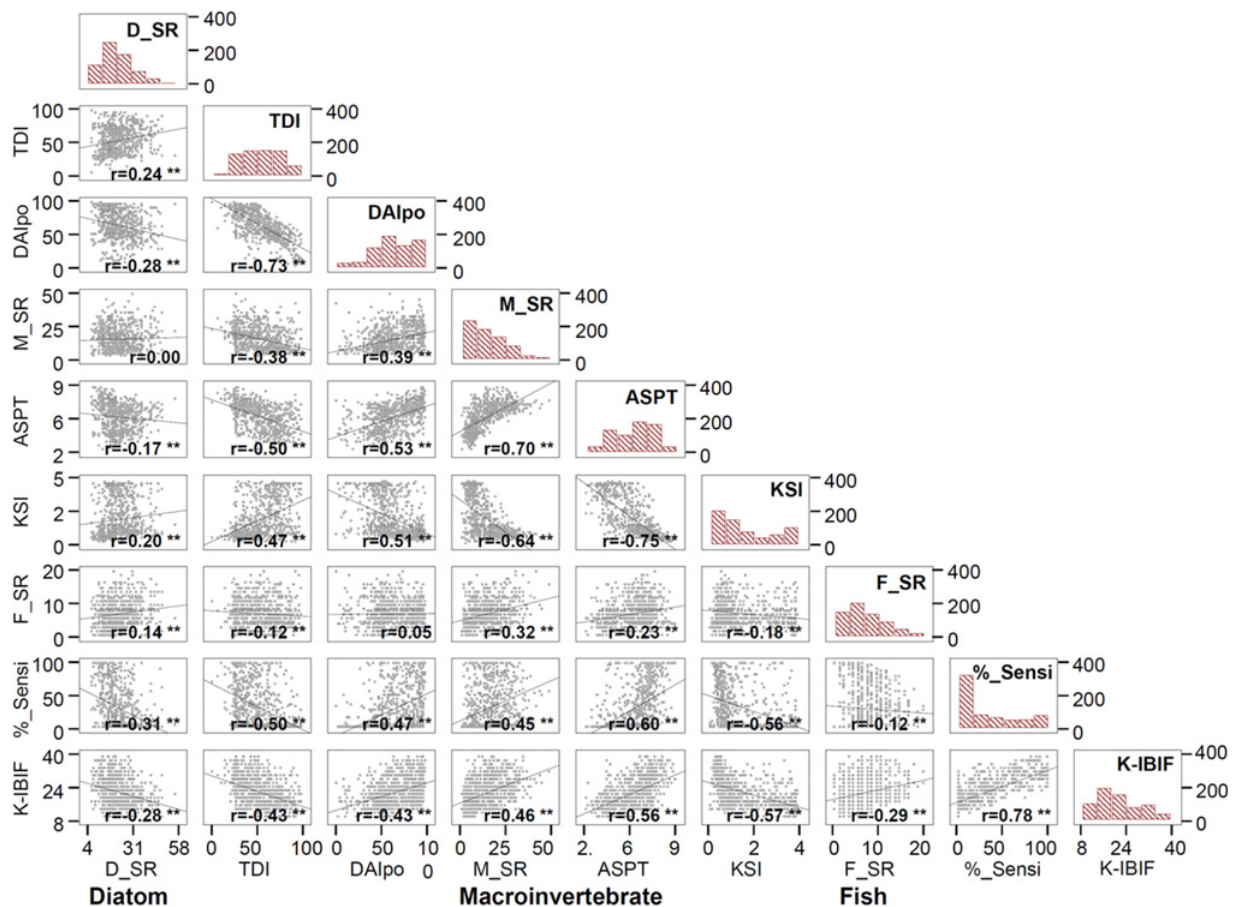 D_SR
400
200
0
TDI
100
50
0
r=0.24 **
TDI
400
200
0
DAIpo
100
50
0
r=-0.28 **
r=-0.73 **
DAIpo
400
200
0
M_SR
50
25
0
r=0.00
r=-0.38 **
r=0.39 **
M_SR
400
200
0
ASPT
9
6
2
r=-0.17 **
r=-0.50 **
r=0.53 **
r=0.70 **
ASPT
400
200
0
KSI
5
2
0
r=0.20 **
r=0.47 **
r=0.51 **
r=-0.64 **
r=-0.75 **
KSI
400
200
0
F_SR
20
10
0
r=0.14 **
r=-0.12 **
r=0.05
r=0.32 **
r=0.23 **
r=-0.18 **
F_SR
400
200
0
%_Sensi
100
50
0
r=-0.31 **
r=-0.50 **
r=0.47 **
r=0.45 **
r=0.60 **
r=-0.56 **
r=-0.12 **
%_Sensi
400
200
0
K-IBIF
40
24
8
r=-0.28 **
r=-0.43 **
r=-0.43 **
r=0.46 **
r=0.56 **
r=-0.57 **
r=-0.29 **
r=0.78 **
K-IBIF
400
200
0
4 31 58 0 50 100 0 50 10 0 25 50 2. 6 9 0 2 4 0 10 20 0 50 100 8 24 40
D_SR TDI DAIpo 0 M_SR ASPT KSI F_SR %_Sensi K-IBIF
Diatom Macroinvertebrate Fish